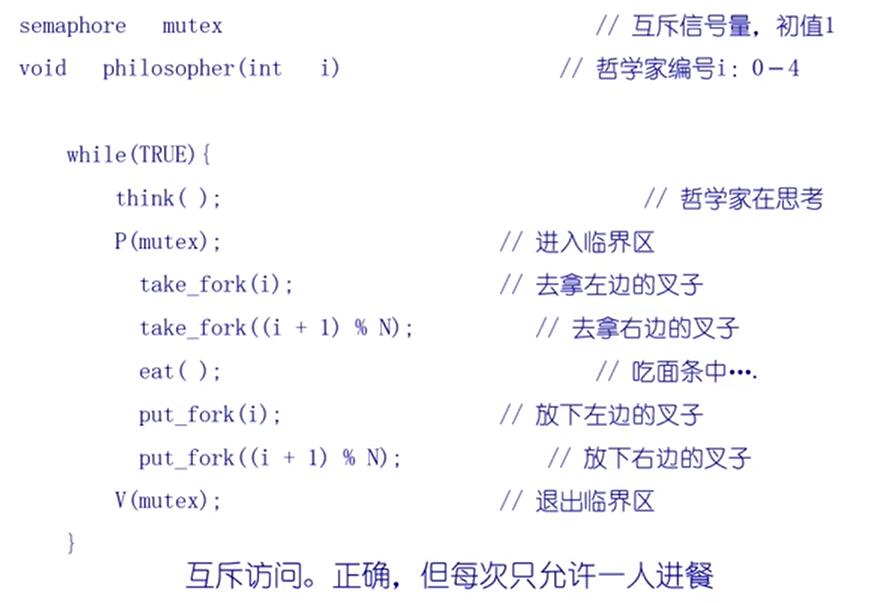 semaphore mutex // 互斥信号量，初值1
void philosopher(int i) // 哲学家编号i：0－4
while(TRUE){
think( ); // 哲学家在思考
P(mutex); // 进入临界区
take_fork(i); // 去拿左边的叉子
take_fork((i + 1) % N); // 去拿右边的叉子
eat( ); // 吃面条中….
put_fork(i); // 放下左边的叉子
put_fork((i + 1) % N); // 放下右边的叉子
V(mutex); // 退出临界区
}
互斥访问。正确，但每次只允许一人进餐